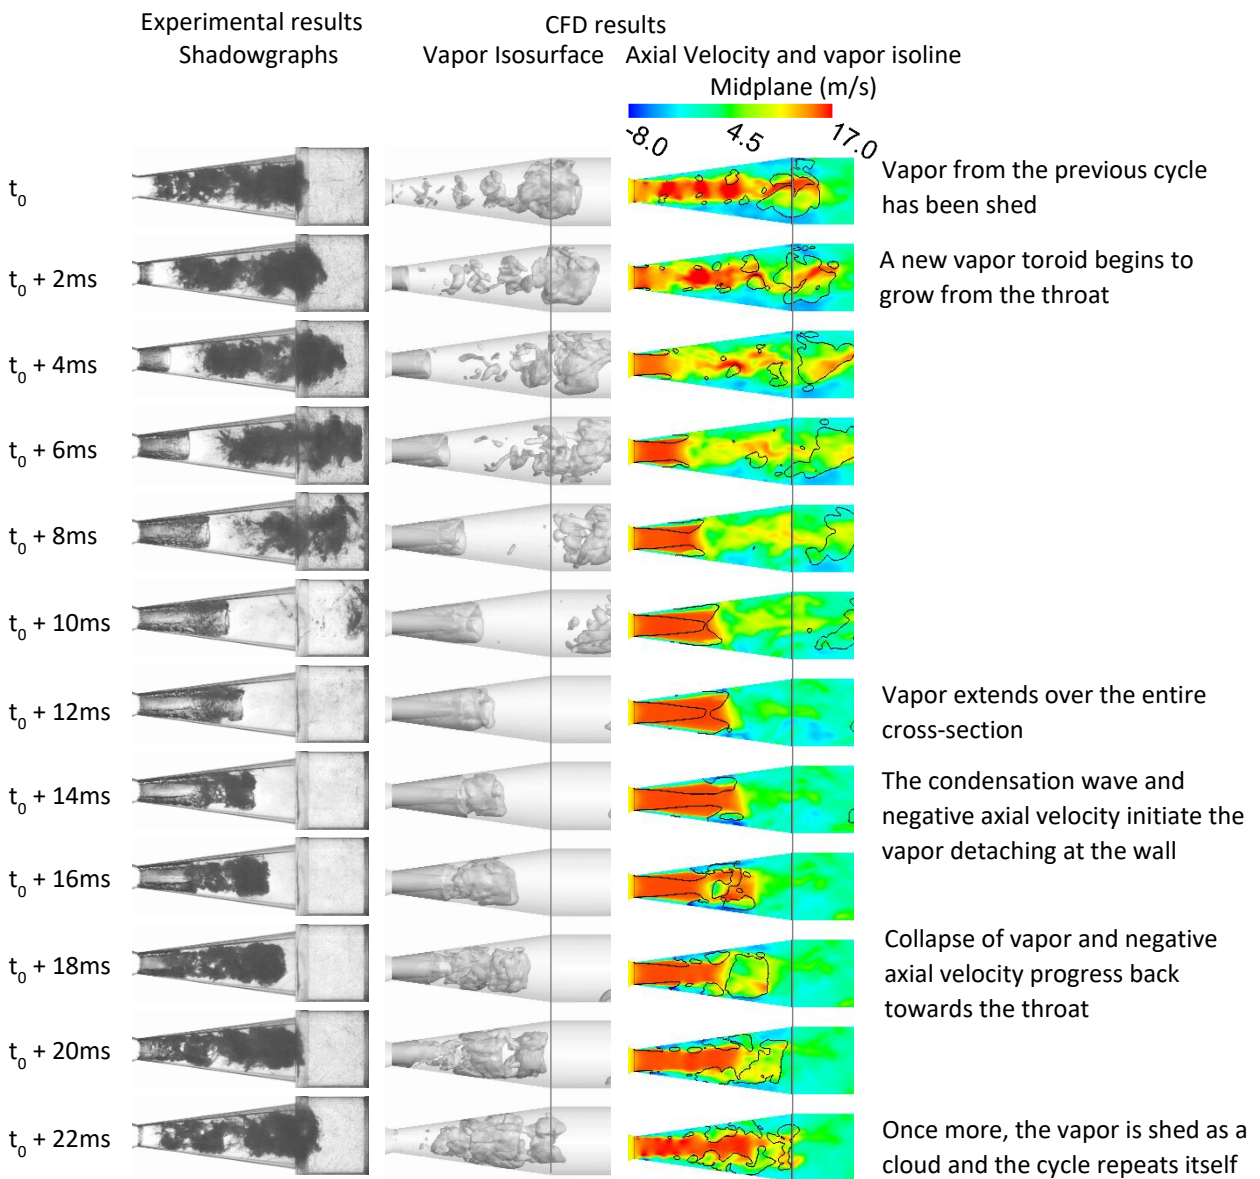 Experimental results
Shadowgraphs
CFD results
Vapor Isosurface
Axial Velocity and vapor isoline
Midplane (m/s)
-8.0 4.5 17.0
t0
Vapor from the previous cycle
has been shed
t0 + 2ms
A new vapor toroid begins to
grow from the throat
t0 + 4ms
t0 + 6ms
t0 + 8ms
t0 + 10ms
t0 + 12ms
Vapor extends over the entire
cross-section
t0 + 14ms
The condensation wave and
negative axial velocity initiate the
vapor detaching at the wall
t0 + 16ms
t0 + 18ms
Collapse of vapor and negative
axial velocity progress back
towards the throat
t0 + 20ms
t0 + 22ms
Once more, the vapor is shed as a
cloud and the cycle repeats itself